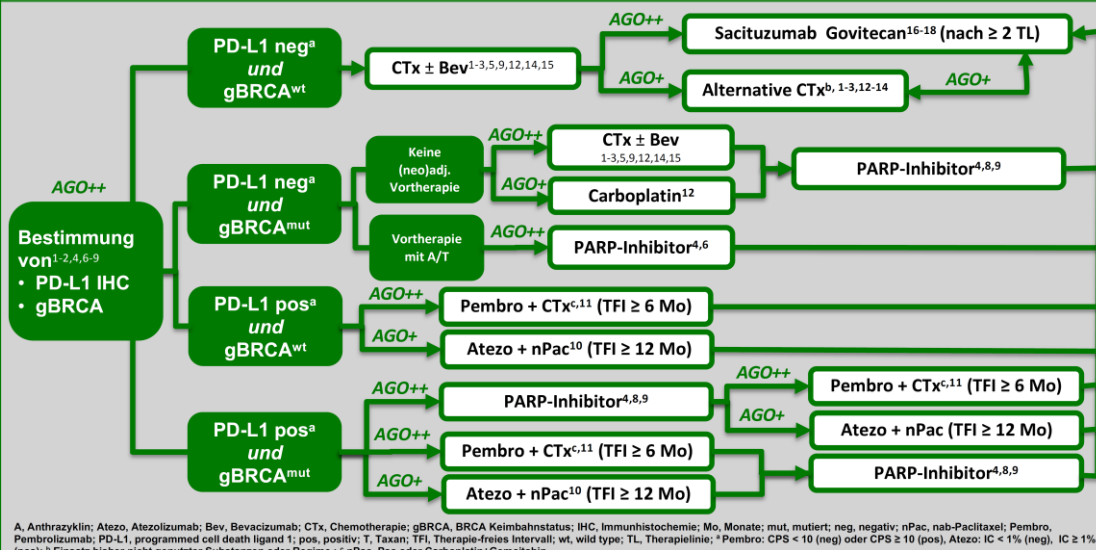 AGO++
Bestimmung
von1-2,4,6-9
• PD-L1 IHC
• gBRCA
PD-L1 nega
und
gBRCAwt
CTx ± Bev1-3,5,9,12,14,15
AGO++
Sacituzumab Govitecan16-18 (nach ≥ 2 TL)
AGO+
Alternative CTxb, 1-3,12-14
AGO+
PD-L1 nega
und
gBRCAmut
Keine
(neo)adj.
Vortherapie
AGO++
CTx ± Bev
1-3,5,9,12,14,15
AGO+
Carboplatin12
PARP-Inhibitor4,8,9
Vortherapie
mit A/T
AGO++
PARP-Inhibitor4,6
PD-L1 posa
und
gBRCAwt
AGO++
Pembro + CTxc,11 (TFI ≥ 6 Mo)
AGO+
Atezo + nPac10 (TFI ≥ 12 Mo)
PD-L1 posa
und
gBRCAmut
AGO++
PARP-Inhibitor4,8,9
AGO++
Pembro + CTxc,11 (TFI ≥ 6 Mo)
AGO+
Atezo + nPac (TFI ≥ 12 Mo)
AGO++
Pembro + CTxc,11 (TFI ≥ 6 Mo)
AGO+
Atezo + nPac10 (TFI ≥ 12 Mo)
PARP-Inhibitor4,8,9
A, Anthrazyklin; Atezo, Atezolizumab; Bev, Bevacizumab; CTx, Chemotherapie; gBRCA, BRCA Keimbahnstatus; IHC, Immunhistochemie; Mo, Monate; mut, mutiert; neg, negativ; nPac, nab-Paclitaxel; Pembro,
Pembrolizumab; PD-L1, programmed cell death ligand 1; pos, positiv; T, Taxan; TFI, Therapie-freies Intervall; wt, wild type; TL, Therapielinie; a Pembro: CPS < 10 (neg) oder CPS ≥ 10 (pos), Atezo: IC < 1% (neg), IC ≥ 1%